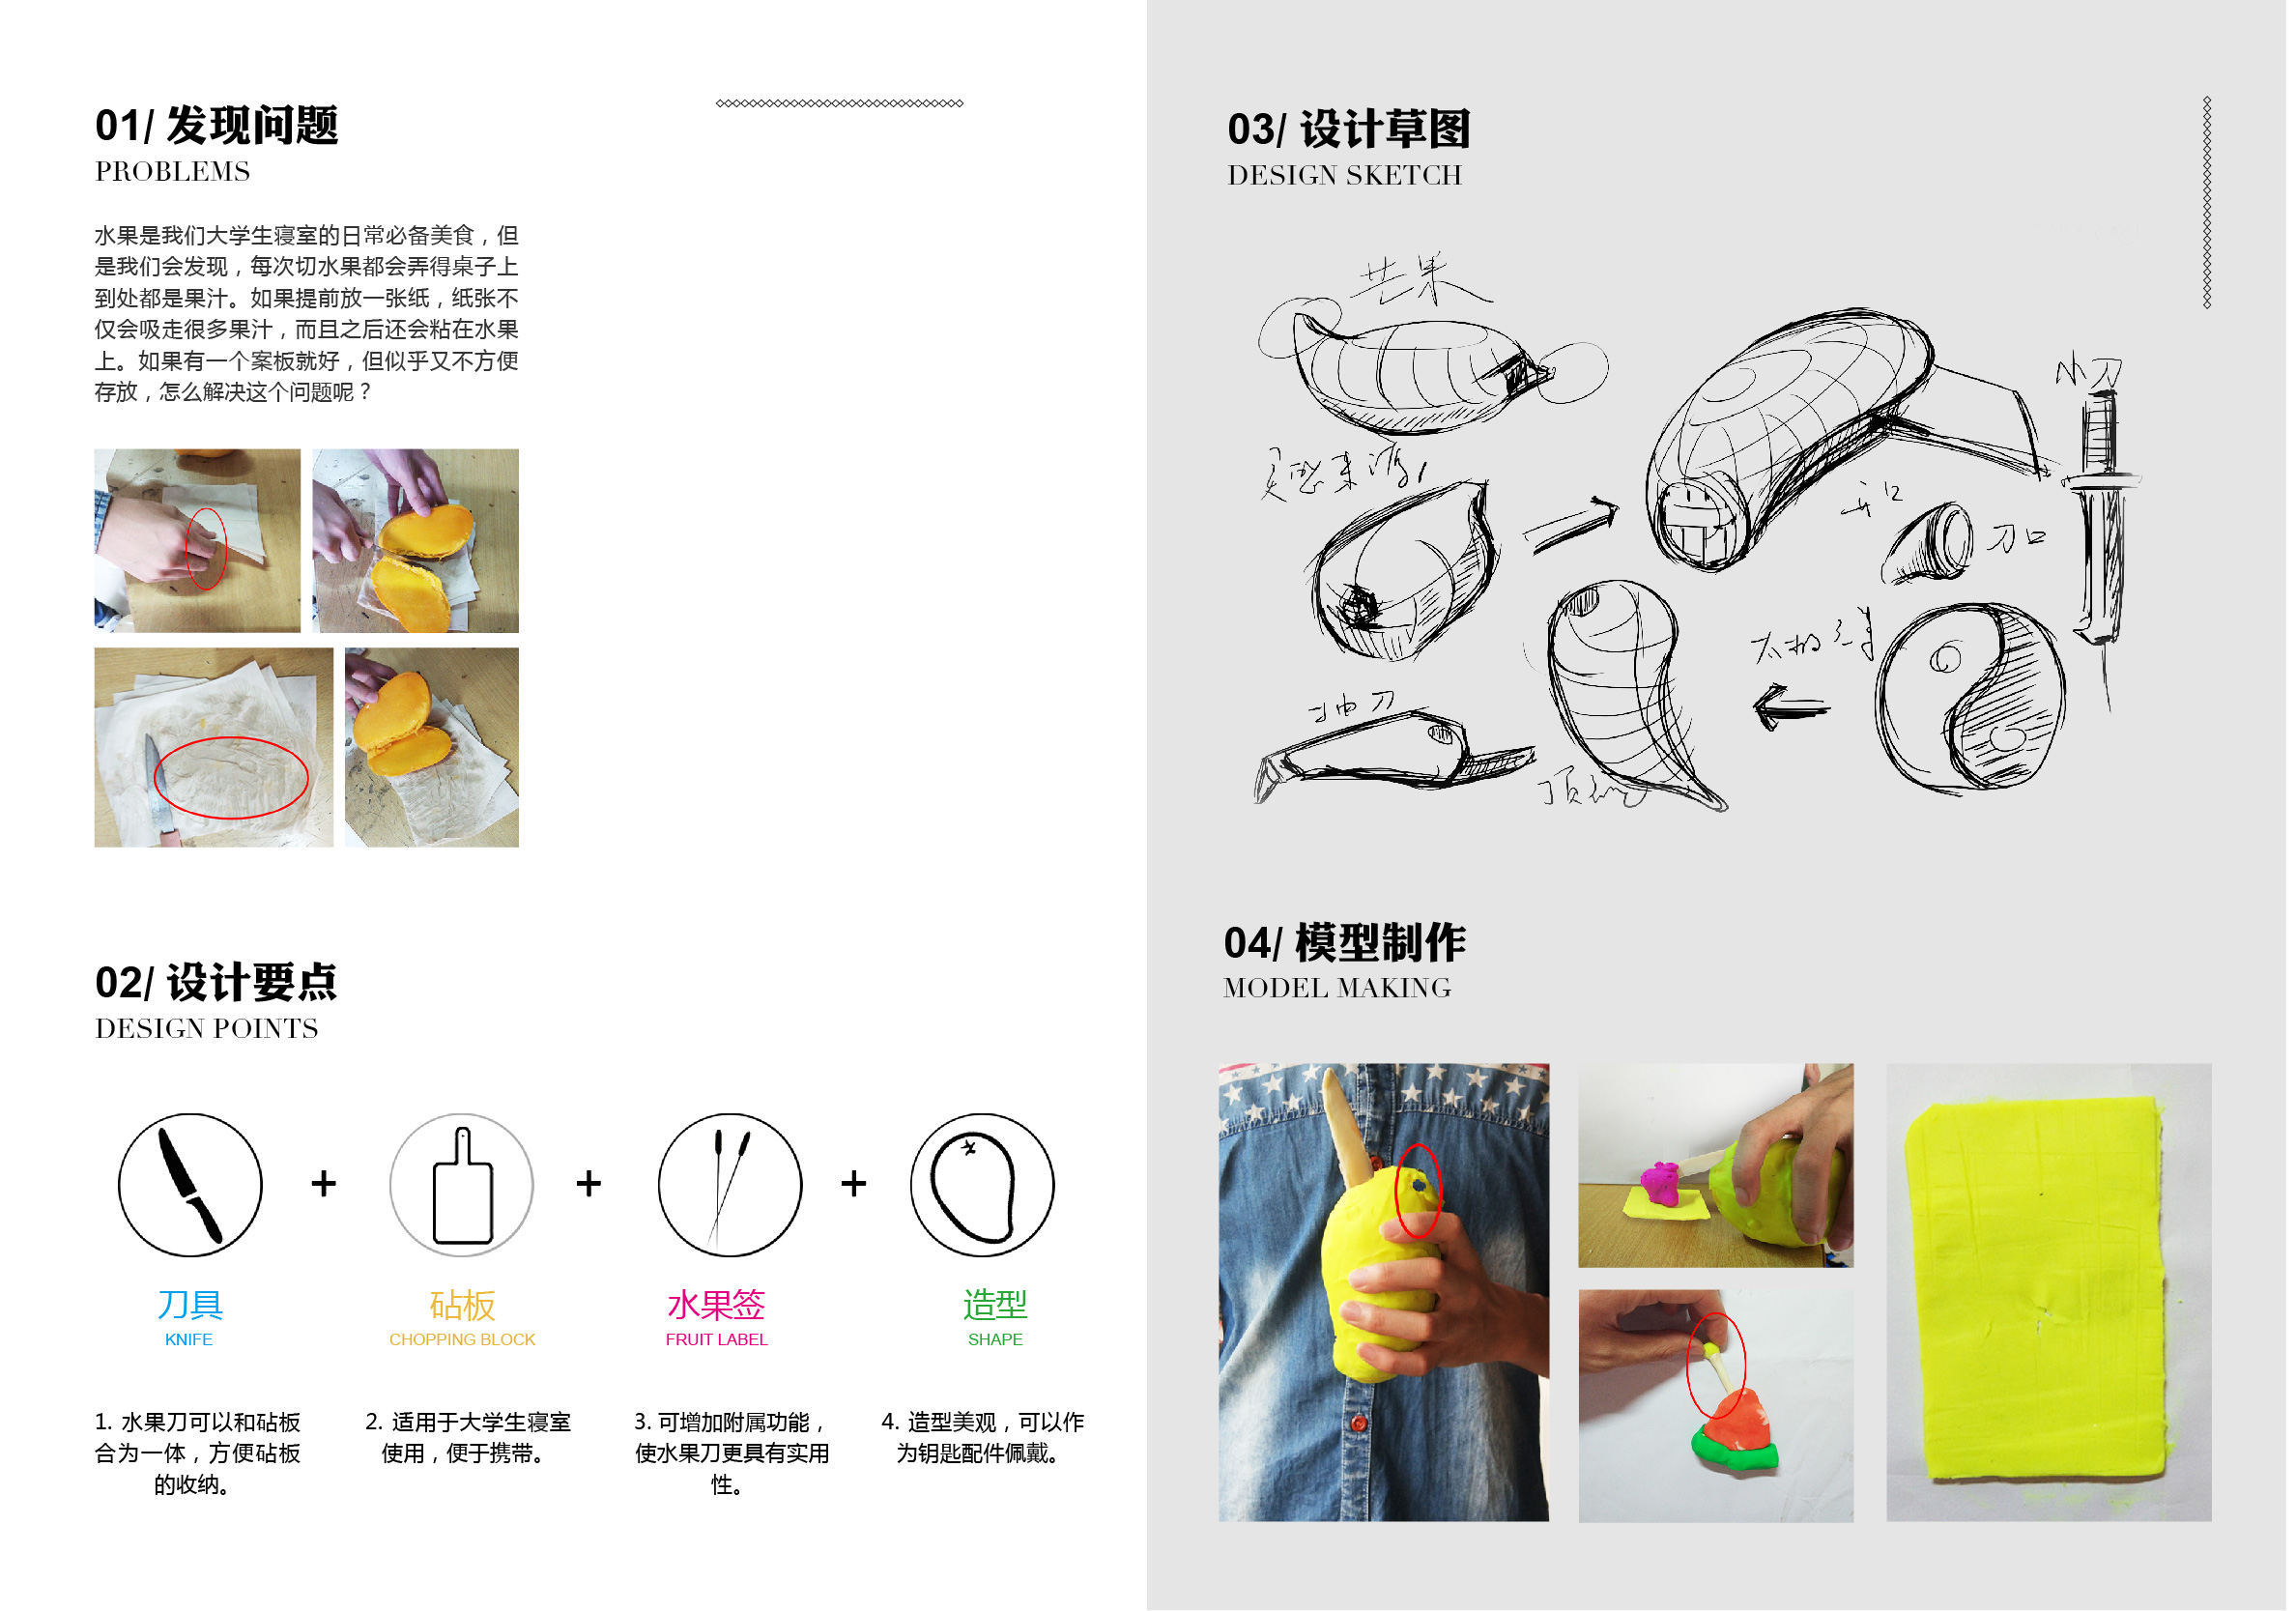 01/ 发现问题
PROBLEMS
水果是我们大学生寝室的日常必备美食，但
是我们会发现，每次切水果都会弄得桌子上
到处都是果汁。如果提前放一张纸，纸张不
仅会吸走很多果汁，而且之后还会粘在水果
上。如果有一个案板就好，但似乎又不方便
存放，怎么解决这个问题呢？
02/ 设计要点
DESIGN POINTS
+
+
+
刀具
KNIFE
砧板
CHOPPING BLOCK
水果签
FRUIT LABEL
造型
SHAPE
1. 水果刀可以和砧板
合为一体，方便砧板
的收纳。
2. 适用于大学生寝室
使用，便于携带。
3. 可增加附属功能，
使水果刀更具有实用
性。
4. 造型美观，可以作
为钥匙配件佩戴。
03/ 设计草图
DESIGN SKETCH
芒果
小刀
灵感来源
开口
刀口
太极
抽刀
04/ 模型制作
MODEL MAKING